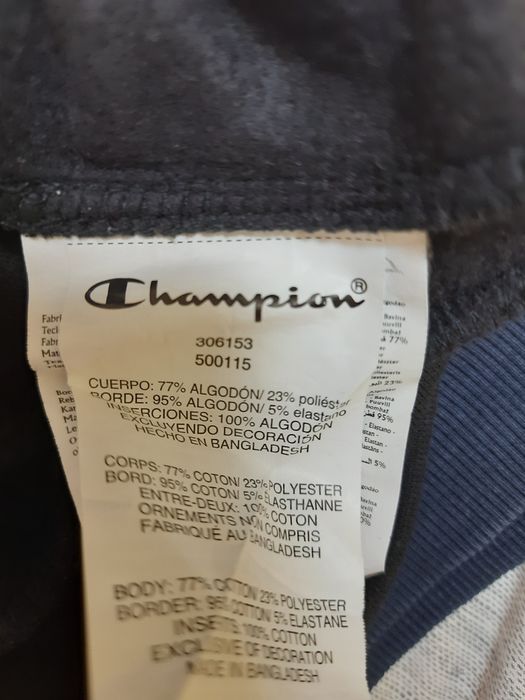 Champion®
306153
500115
CUERPO: 77% ALGODÓN/ 23% poliéster
BORDE: 95% ALGODÓN/ 5% elastano
INSERCIONES: 100% ALGODÓN
EXCLUYENDO DECORACIÓN
HECHO EN BANGLADESH
CORPS: 77% COTON/ 23% POLYESTER
BORD: 95% COTON/ 5% ELASTHANNE
ENTRE-DEUX: 100% COTON
ORNEMENTS NON COMPRIS
FABRIQUÉ AU BANGLADESH
BODY: 77% COTTON 23% POLYESTER
BORDER: 95% COTTON 5% ELASTANE
INSETS: 100% COTTON
EXCLUSIVE OF DECORATION
MADE IN BANGLADESH